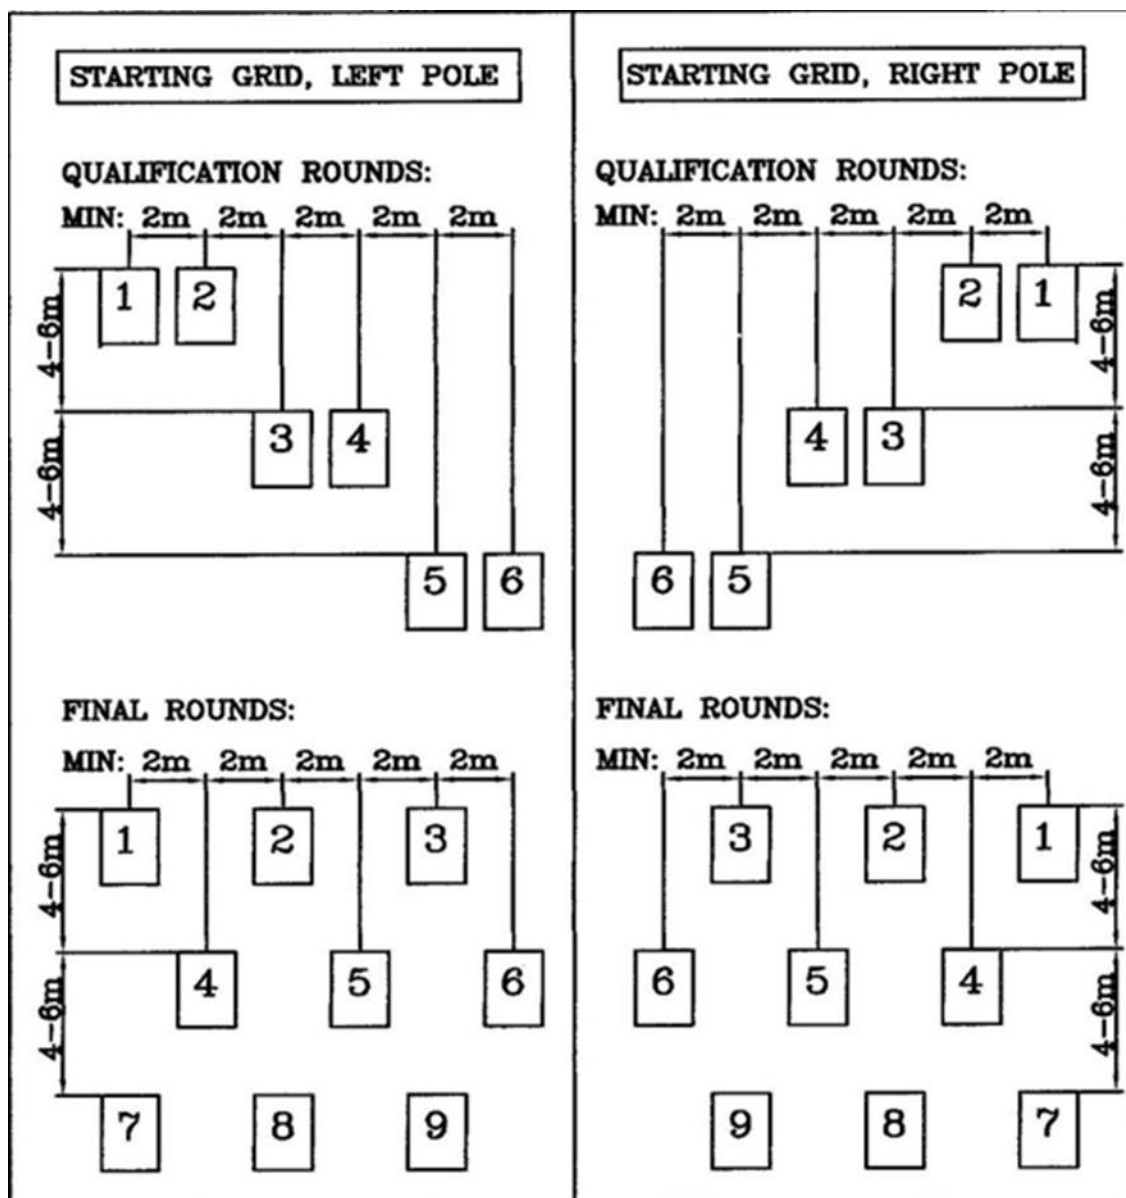 STARTING GRID, LEFT POLE
QUALIFICATION ROUNDS:
MIN: 2m 2m 2m 2m 2m
1 2
4-6m
3 4
4-6m
5 6
FINAL ROUNDS:
MIN: 2m 2m 2m 2m 2m
1 2 3
4-6m
4 5 6
4-6m
7 8 9
STARTING GRID, RIGHT POLE
QUALIFICATION ROUNDS:
MIN: 2m 2m 2m 2m 2m
2 1
4-6m
4 3
4-6m
6 5
FINAL ROUNDS:
MIN: 2m 2m 2m 2m 2m
3 2 1
4-6m
6 5 4
4-6m
9 8 7